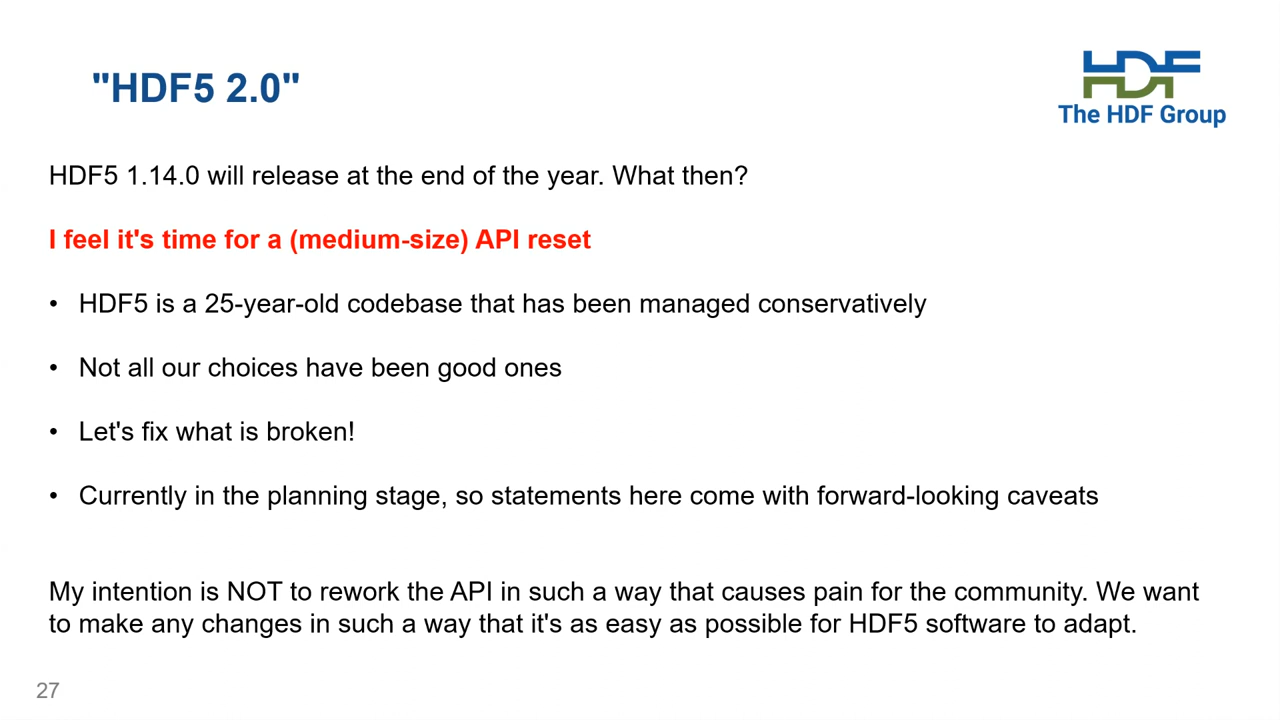 "HDF5 2.0"
HDF
The HDF Group
HDF5 1.14.0 will release at the end of the year. What then?
I feel it's time for a (medium-size) API reset
• HDF5 is a 25-year-old codebase that has been managed conservatively
• Not all our choices have been good ones
• Let's fix what is broken!
• Currently in the planning stage, so statements here come with forward-looking caveats
My intention is NOT to rework the API in such a way that causes pain for the community. We want
to make any changes in such a way that it's as easy as possible for HDF5 software to adapt.
27